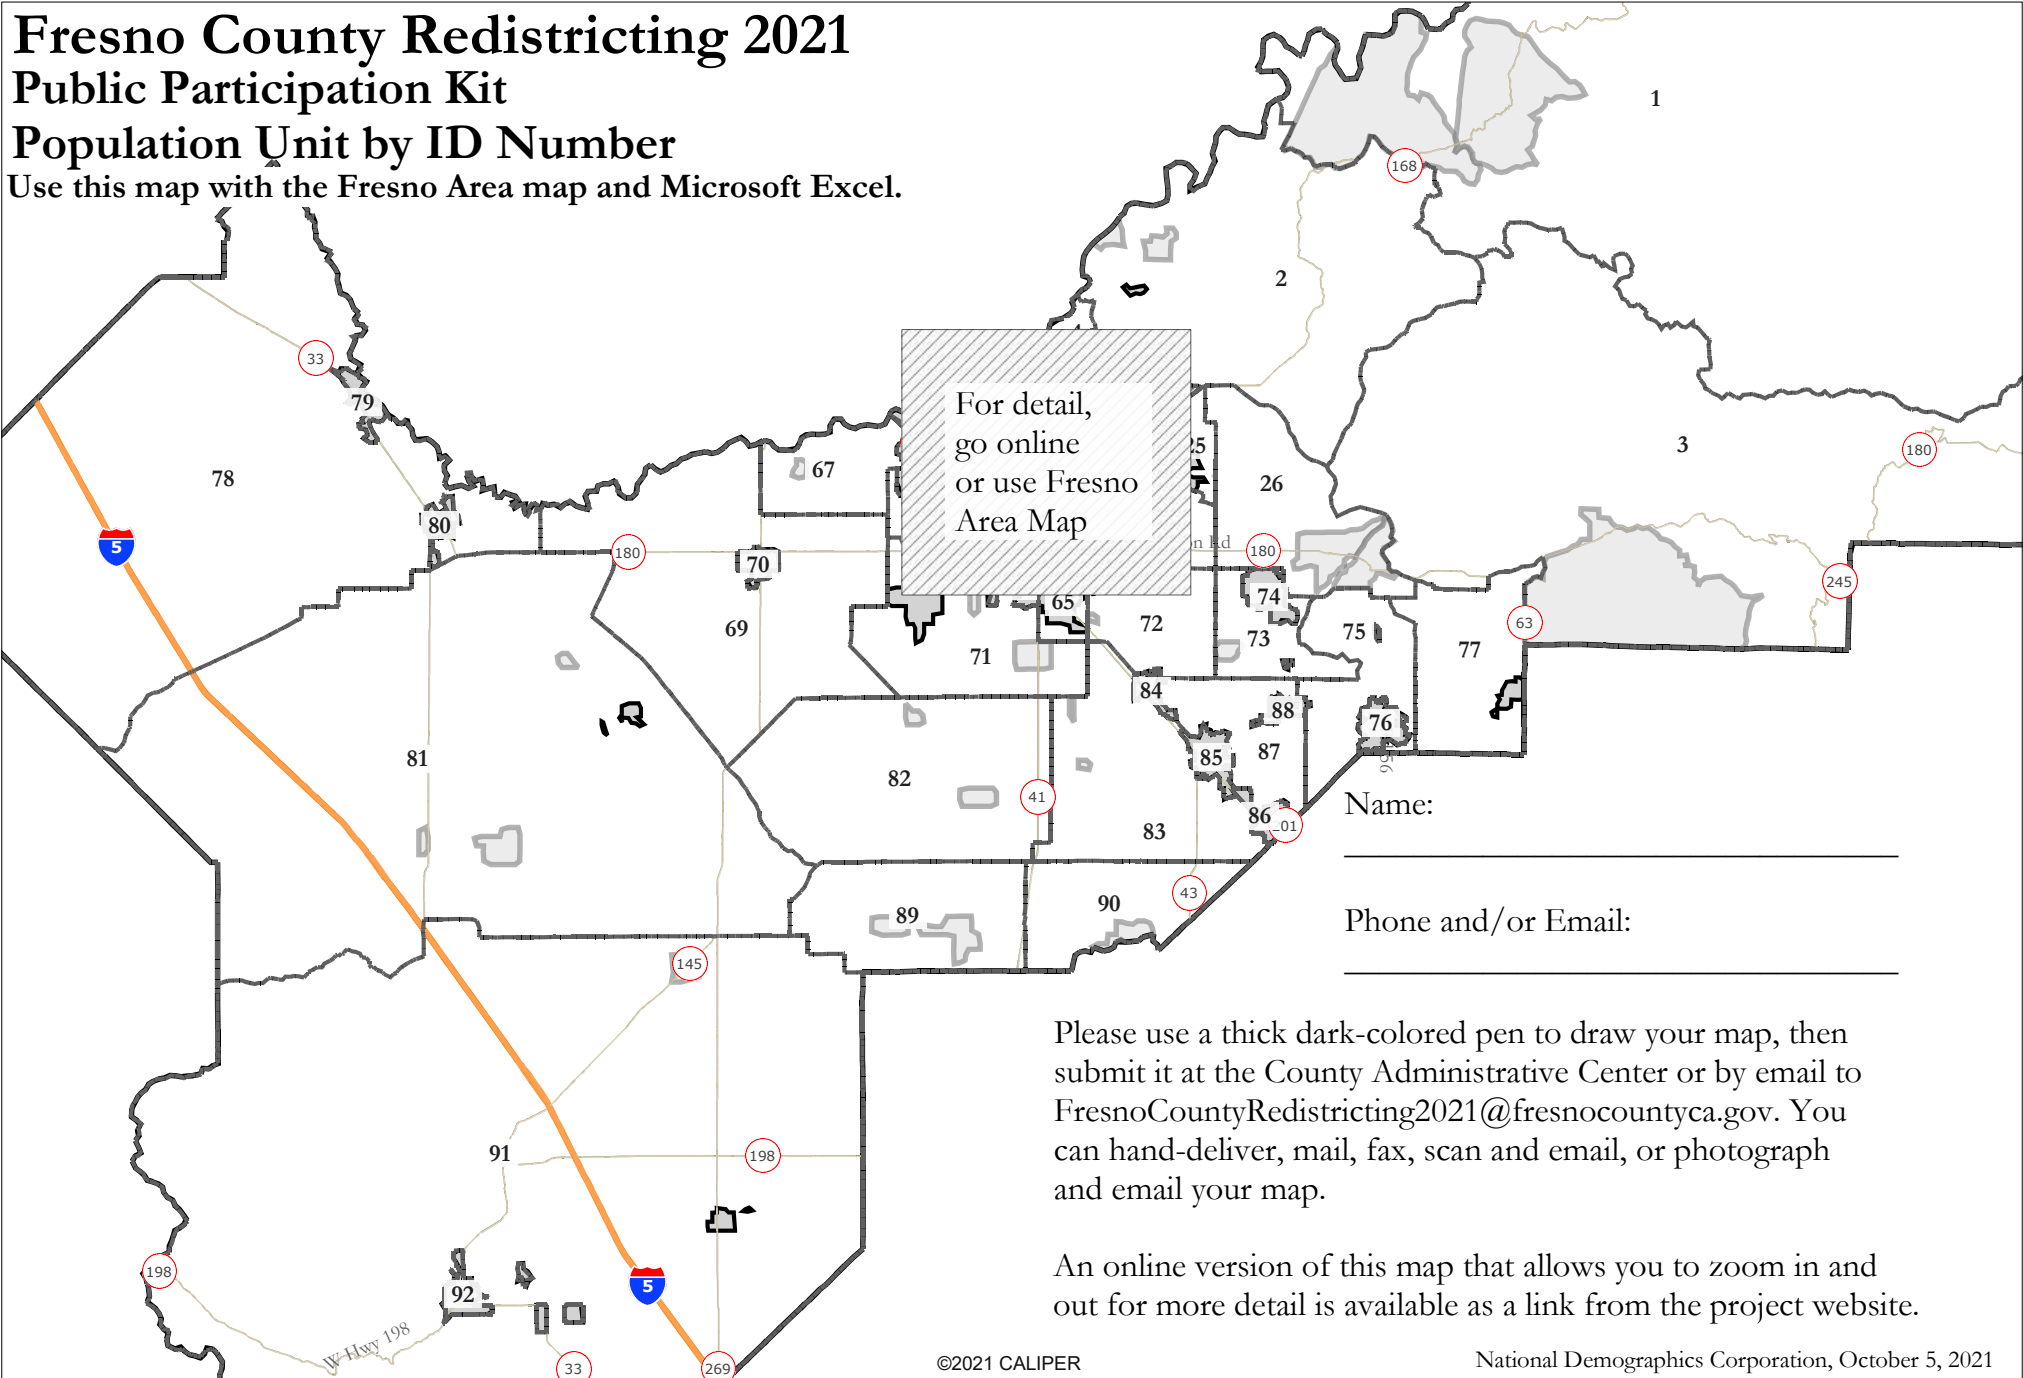 Fresno County Redistricting 2021
Public Participation Kit
Population Unit by ID Number
Use this map with the Fresno Area map and Microsoft Excel.
1
168
2
33
79
For detail,
go online
or use Fresno
Area Map
3
180
25
67
78
26
80
5
180
70
on Rd
180
74
245
65
63
72
69
73
75
77
71
84
88
76
81
85
87
82
41
86
201
83
Name:
43
89
90
Phone and/or Email:
145
Please use a thick dark-colored pen to draw your map, then
submit it at the County Administrative Center or by email to
FresnoCountyRedistricting2021@fresnocountyca.gov. You
can hand-deliver, mail, fax, scan and email, or photograph
and email your map.
91
198
198
An online version of this map that allows you to zoom in and
out for more detail is available as a link from the project website.
5
92
W Hwy 198
33
269
©2021 CALIPER
National Demographics Corporation, October 5, 2021